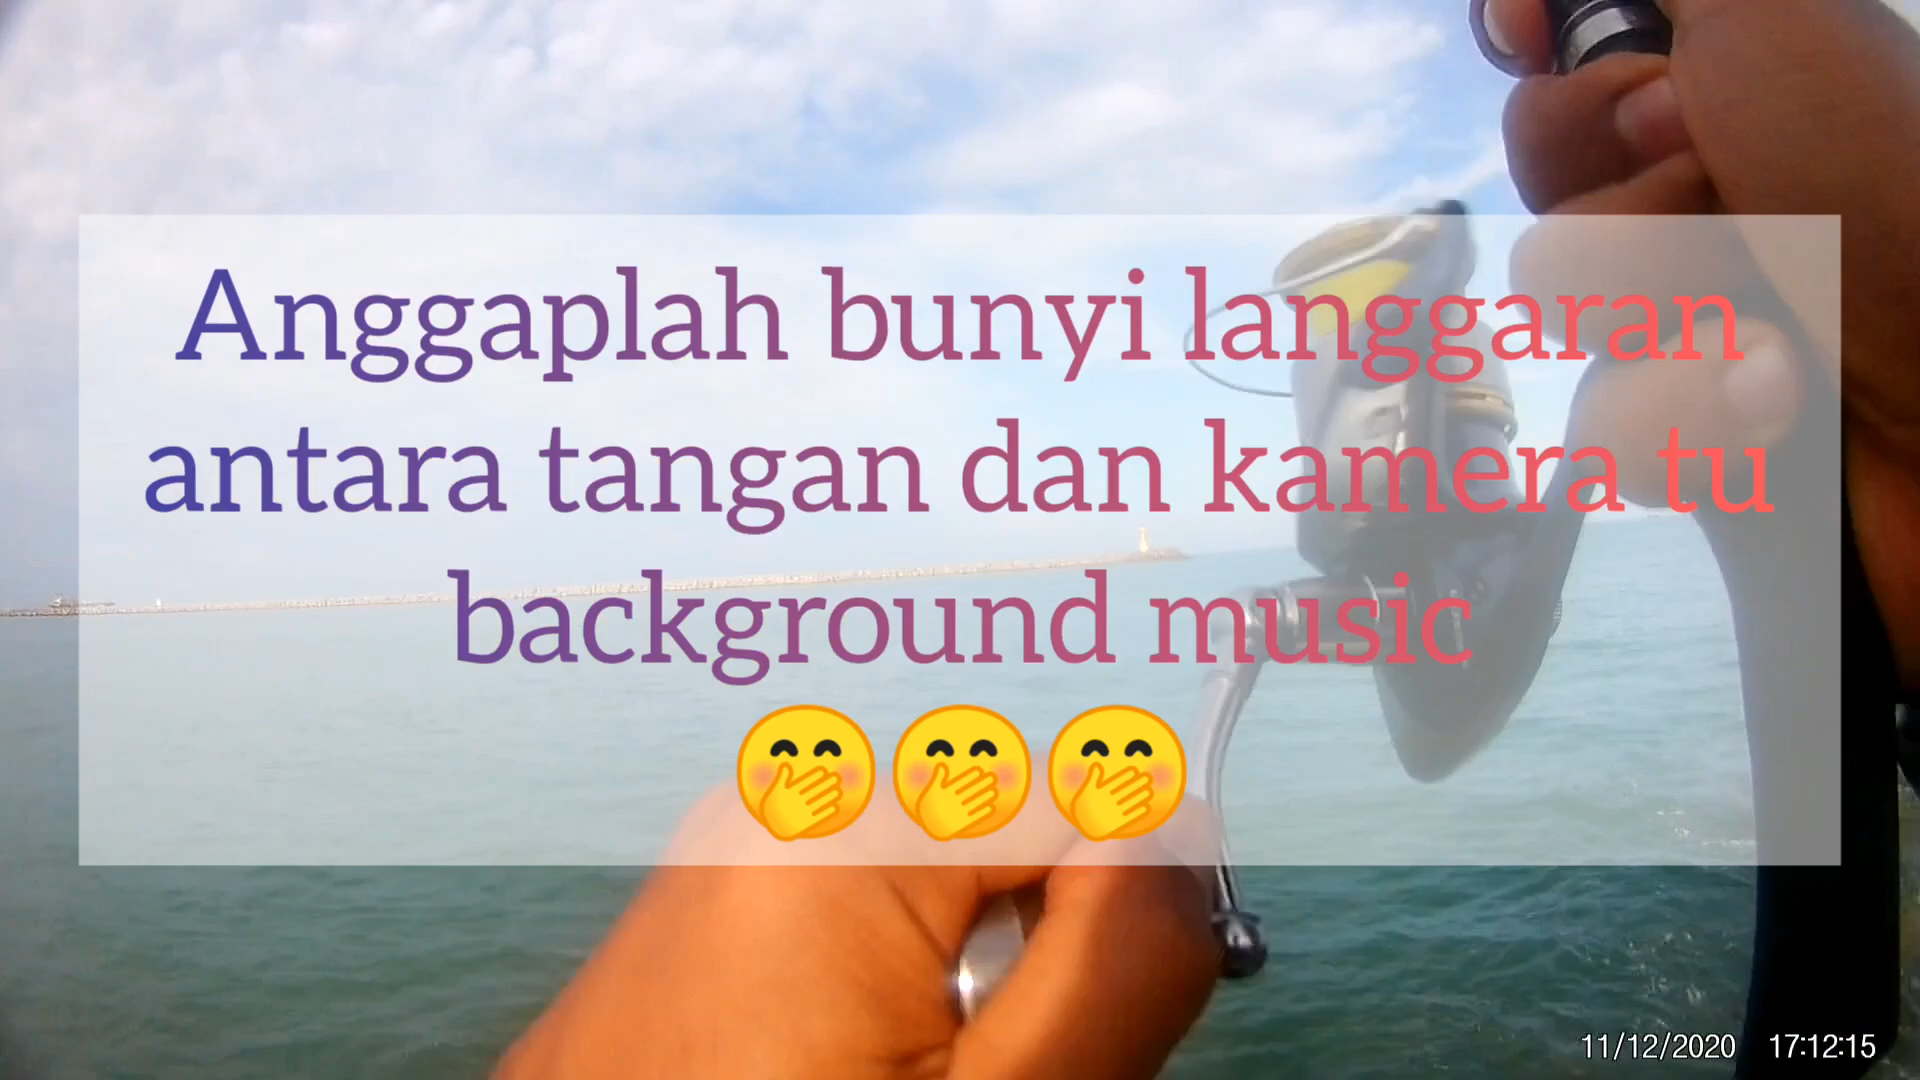 Anggaplah bunyi langgaran
antara tangan dan kamera tu
background music
🤭🤭🤭
11/12/2020 17:12:15